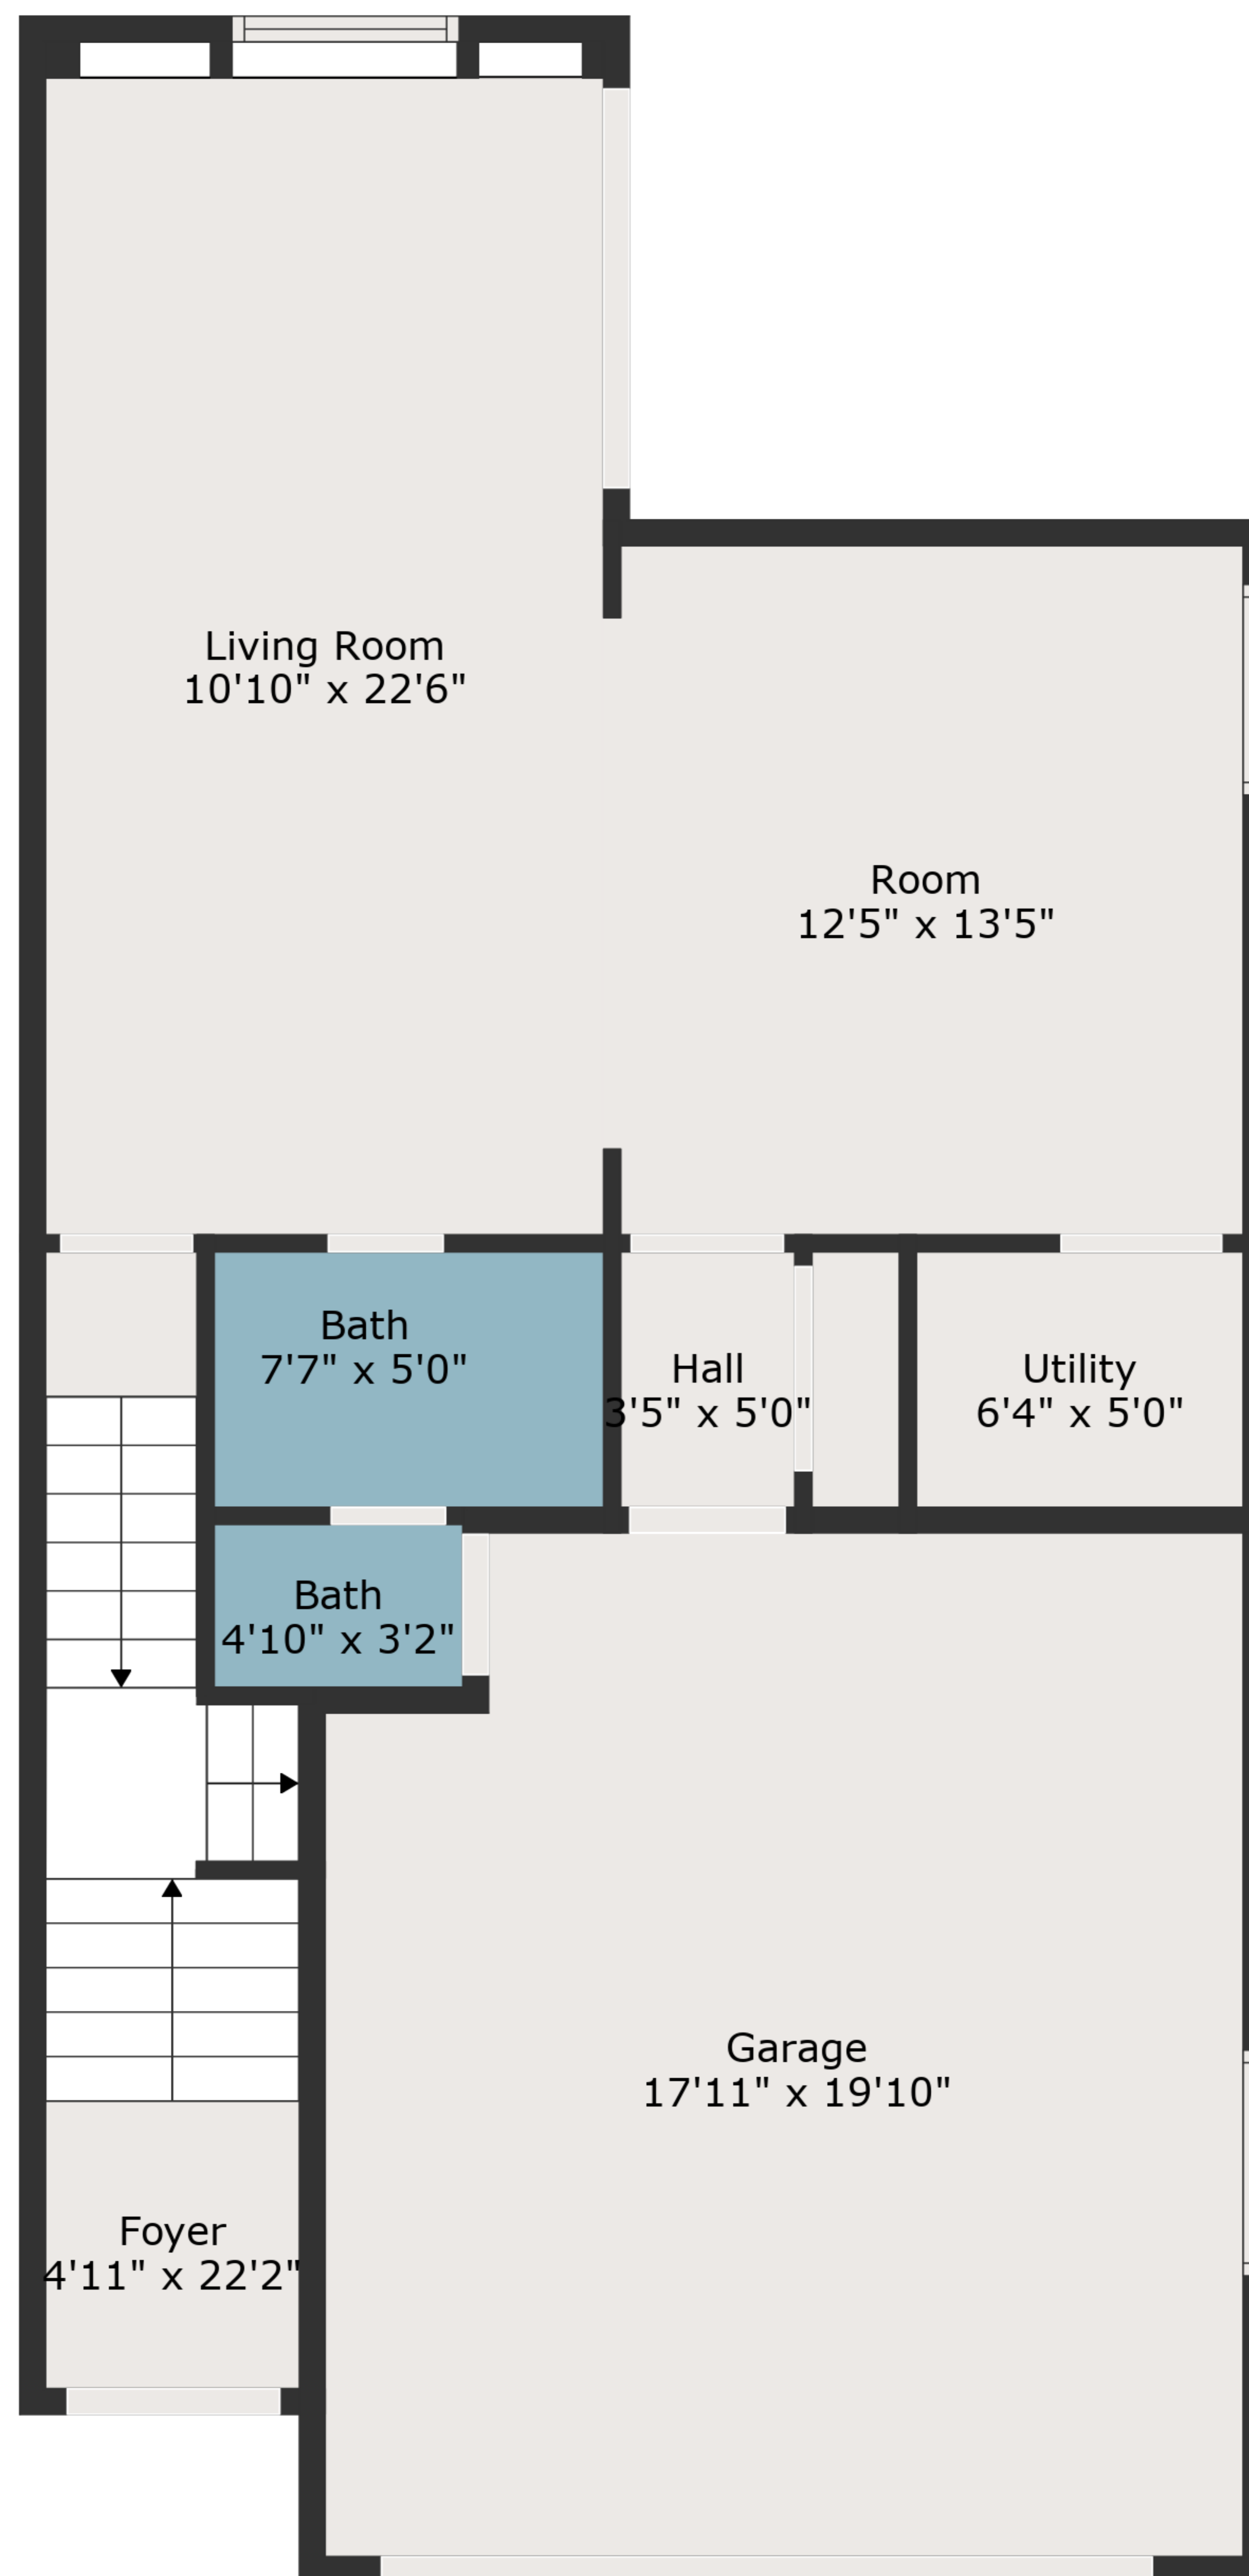 Living Room
10'10" x 22'6"
Room
12'5" x 13'5"
Bath
7'7" x 5'0"
Hall
3'5" x 5'0"
Utility
6'4" x 5'0"
Bath
4'10" x 3'2"
Garage
17'11" x 19'10"
Foyer
4'11" x 22'2"